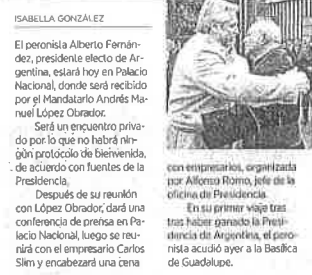 ISABELLA GONZÁLEZ
El peronista Alberto Fernán-
dez, presidente electo de Ar-
gentina, estará hoy en Palacio
Nacional, donde será recibido
por el Mandatario Andrés Ma-
nuel López Obrador.
Será un encuentro priva-
do por lo que no habrá nin-
gún protocolo de bienvenida,
de acuerdo con fuentes de la
Presidencia.
Después de su reunión
con López Obrador, dará una
conferencia de prensa en Pa-
lacio Nacional, luego se reu-
nirá con el empresario Carlos
Slim y encabezará una cena
con empresarios, organizada
por Alfonso Romo, jefe de la
oficina de Presidencia.
En su primer viaje tras
tras haber ganado la Presi-
dencia de Argentina, el pero-
nista acudió ayer a la Basílica
de Guadalupe.